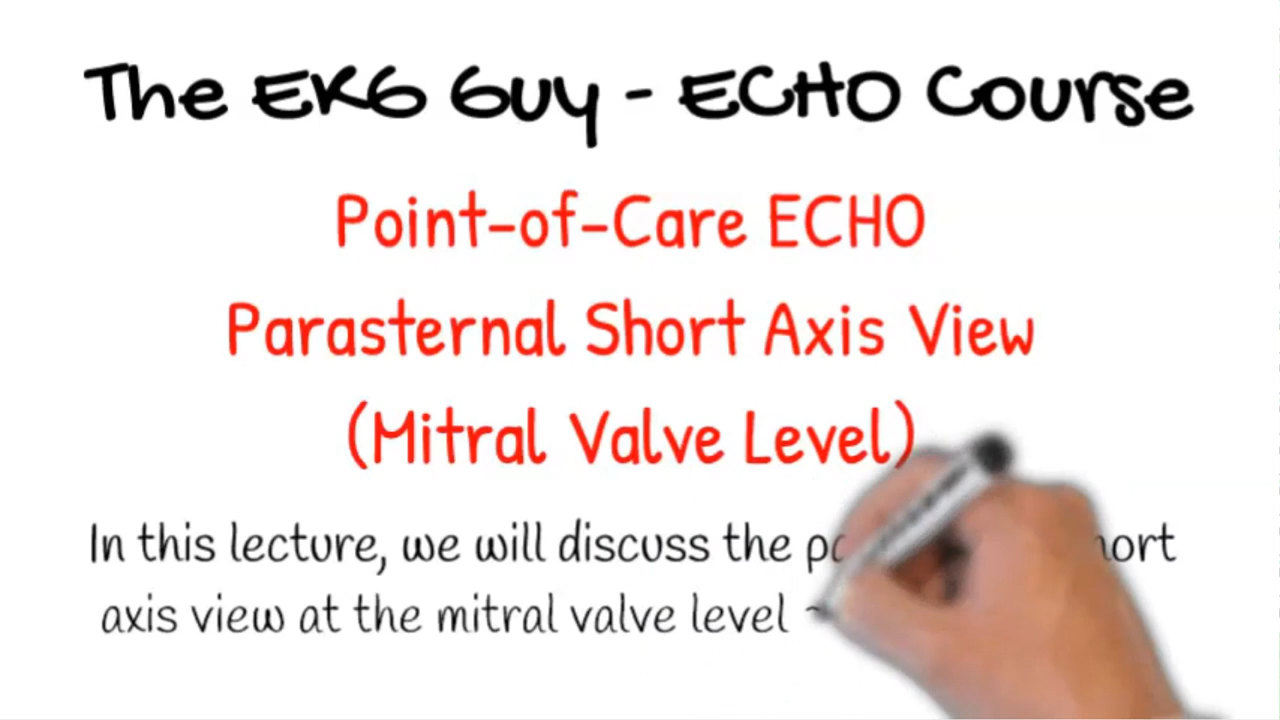 The EKG Guy - ECHO Course
Point-of-Care ECHO
Parasternal Short Axis View
(Mitral Valve Level)
In this lecture, we will discuss the
axis view at the mitral valve level